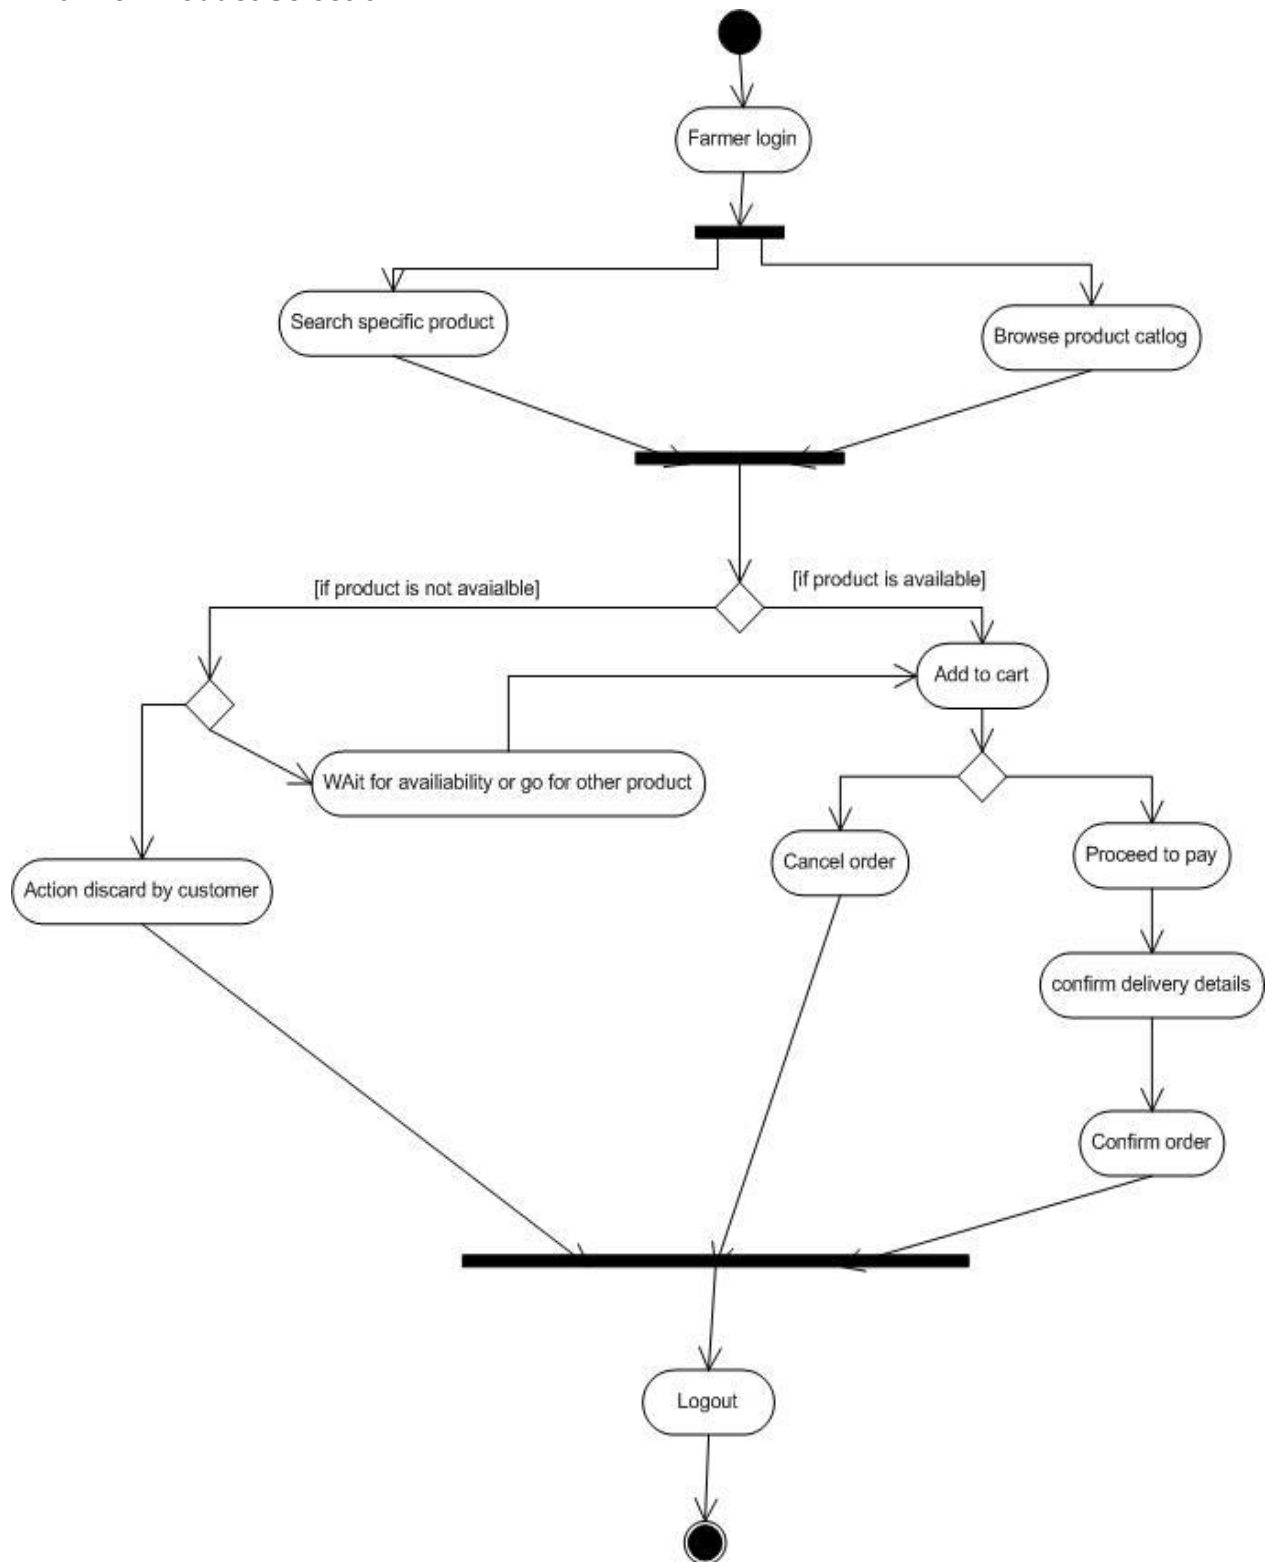 Farmer login
Search specific product
Browse product catlog
[if product is not avaialble]
[if product is available]
Add to cart
WAit for availiability or go for other product
Cancel order
Proceed to pay
Action discard by customer
confirm delivery details
Confirm order
Logout